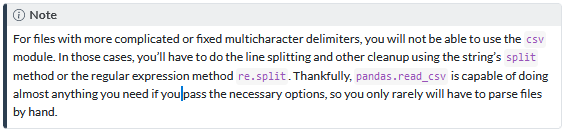 Note
For files with more complicated or fixed multicharacter delimiters, you will not be able to use the csv
module. In those cases, you'll have to do the line splitting and other cleanup using the string's split
method or the regular expression method re.split. Thankfully, pandas.read_csv is capable of doing
almost anything you need if you pass the necessary options, so you only rarely will have to parse files
by hand.